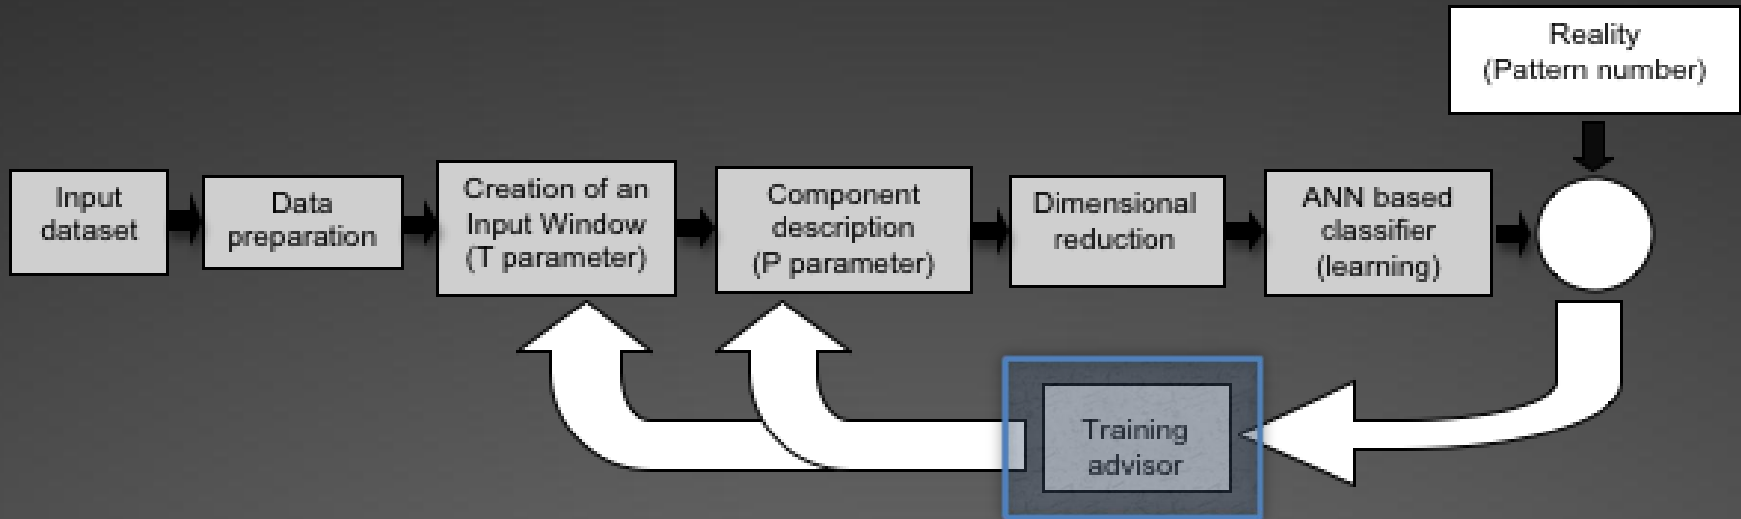 Reality
(Pattern number)
Input
dataset
Data
preparation
Creation of an
Input Window
(T parameter)
Component
description
(P parameter)
Dimensional
reduction
ANN based
classifier
(learning)
Training
advisor